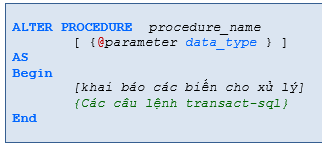 ALTER PROCEDURE procedure_name
[ {@parameter data_type } ]
AS
Begin
[khai báo các biến cho xử lý]
{Các câu lệnh transact-sql}
End